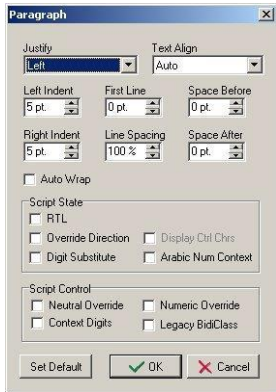 Paragraph
Justify Text Align
Left Auto
Left Indent First Line Space Before
5 pt. 0 pt. 0 pt.
Right Indent Line Spacing Space After
5 pt. 100 % 0 pt.
Auto Wrap
Script State
RTL
Override Direction Display Ctrl Chrs
Digit Substitute Arabic Num Context
Script Control
Neutral Override Numeric Override
Context Digits Legacy BidiClass
Set Default OK Cancel